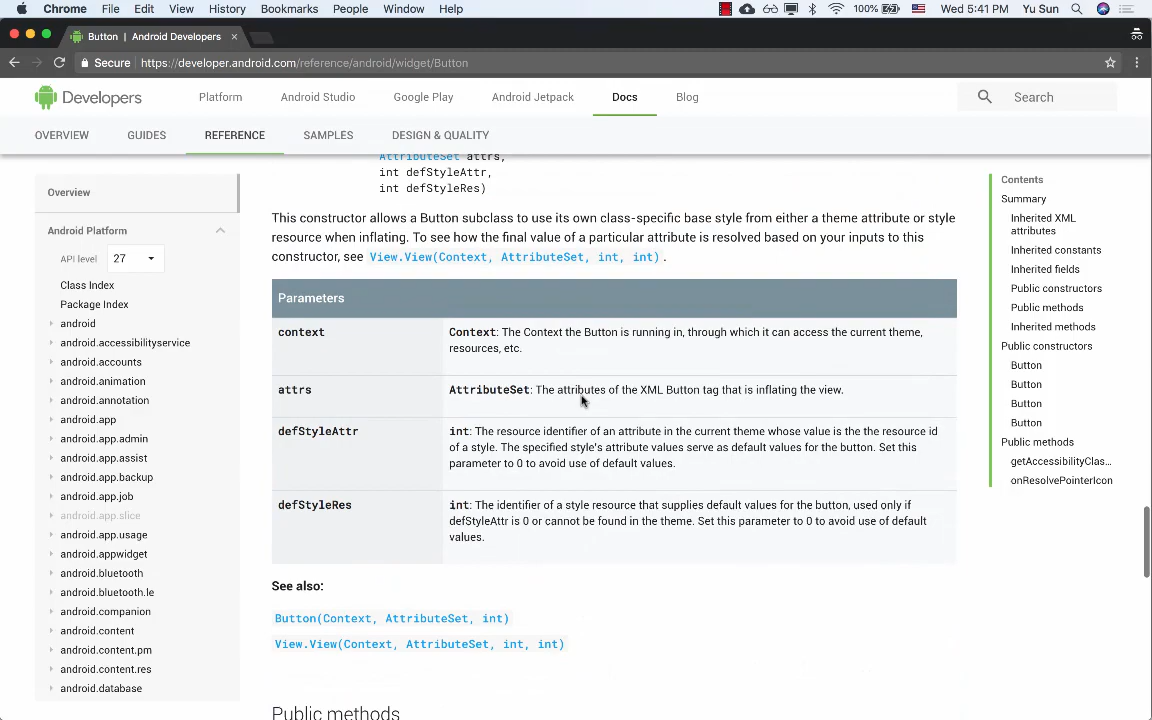 Chrome File Edit View History Bookmarks People Window Help 100% Wed 5:41 PM Yu Sun
Button | Android Developers
Secure https://developer.android.com/reference/android/widget/Button
Developers Platform Android Studio Google Play Android Jetpack Docs Blog Search
OVERVIEW GUIDES REFERENCE SAMPLES DESIGN & QUALITY
Overview
Android Platform
API level 27
Class Index
Package Index
android
android.accessibilityservice
android.accounts
android.animation
android.annotation
android.app
android.app.admin
android.app.assist
android.app.backup
android.app.job
android.app.slice
android.app.usage
android.appwidget
android.bluetooth
android.bluetooth.le
android.companion
android.content
android.content.pm
android.content.res
android.database
AttributeSet attrs,
int defStyleAttr,
int defStyleRes)
This constructor allows a Button subclass to use its own class-specific base style from either a theme attribute or style
resource when inflating. To see how the final value of a particular attribute is resolved based on your inputs to this
constructor, see View.View(Context, AttributeSet, int, int).
Parameters
context Context: The Context the Button is running in, through which it can access the current theme,
resources, etc.
attrs AttributeSet: The attributes of the XML Button tag that is inflating the view.
defStyleAttr int: The resource identifier of an attribute in the current theme whose value is the the resource id
of a style. The specified style's attribute values serve as default values for the button. Set this
parameter to 0 to avoid use of default values.
defStyleRes int: The identifier of a style resource that supplies default values for the button, used only if
defStyleAttr is 0 or cannot be found in the theme. Set this parameter to 0 to avoid use of default
values.
See also:
Button(Context, AttributeSet, int)
View.View(Context, AttributeSet, int, int)
Public methods
Contents
Summary
Inherited XML
attributes
Inherited constants
Inherited fields
Public constructors
Public methods
Inherited methods
Public constructors
Button
Button
Button
Button
Public methods
getAccessibilityClas...
onResolvePointerIcon